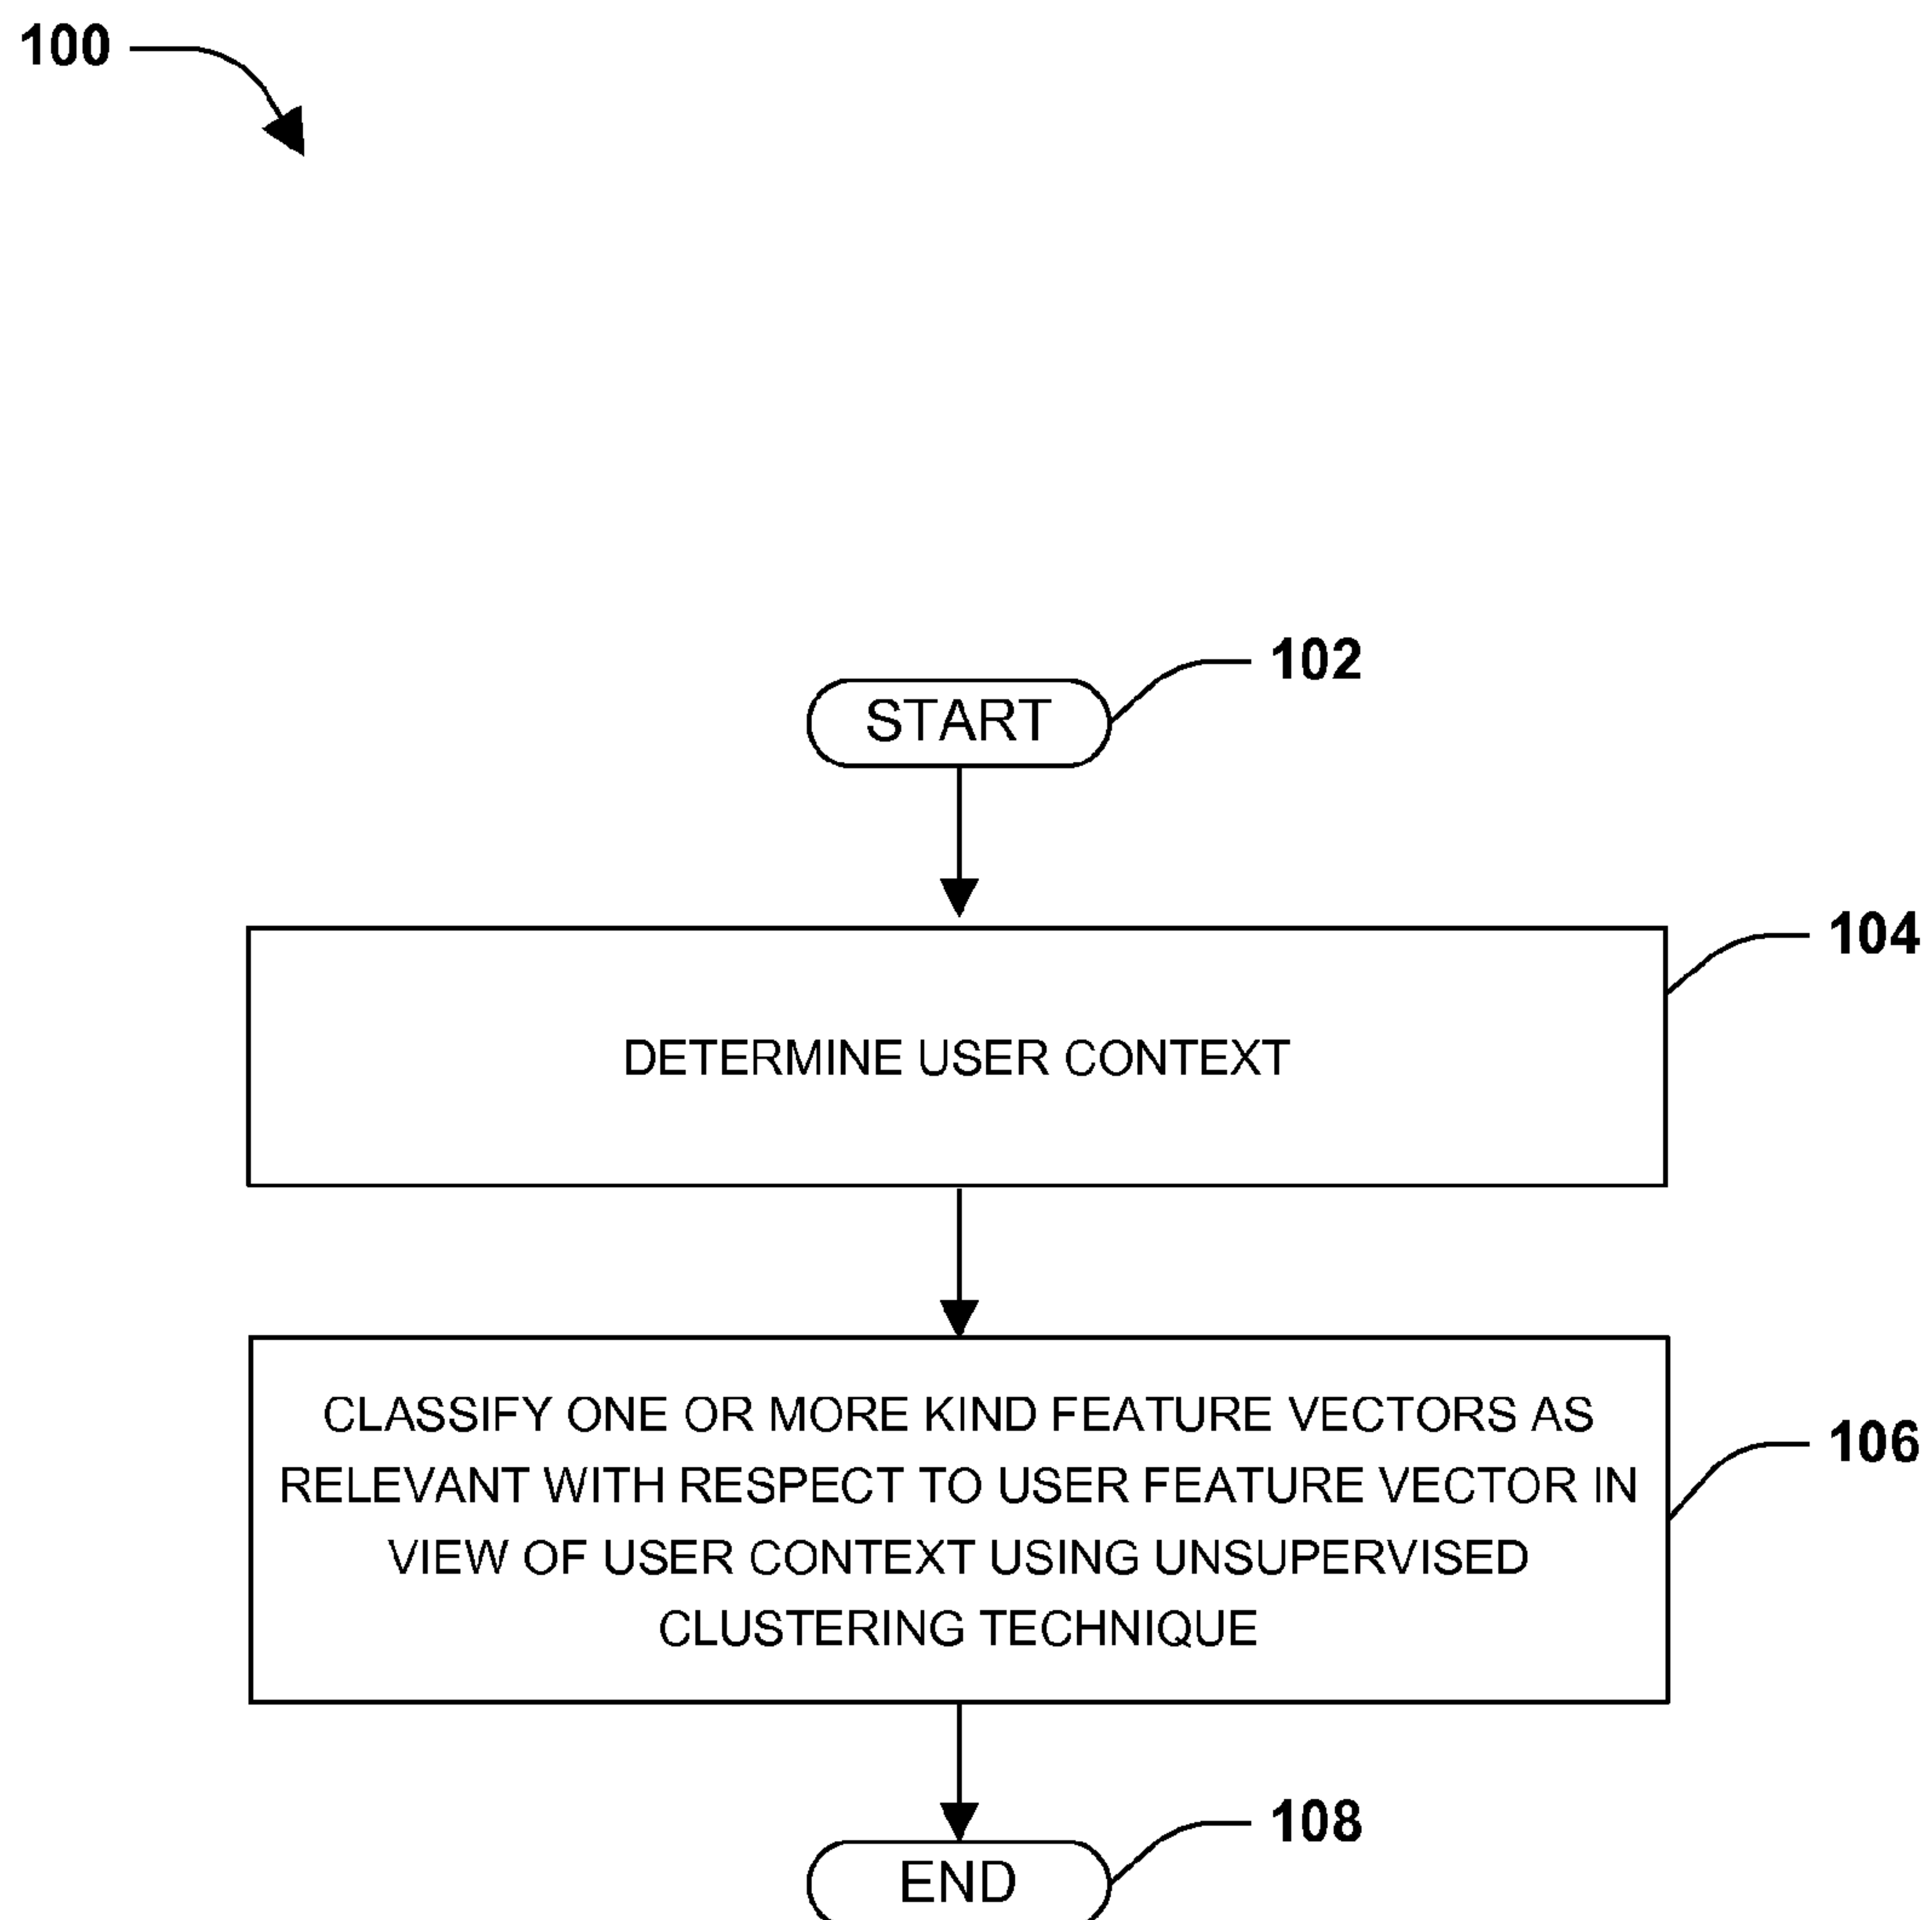 100
102
START
104
DETERMINE USER CONTEXT
CLASSIFY ONE OR MORE KIND FEATURE VECTORS AS
RELEVANT WITH RESPECT TO USER FEATURE VECTOR IN
VIEW OF USER CONTEXT USING UNSUPERVISED
CLUSTERING TECHNIQUE
106
108
END